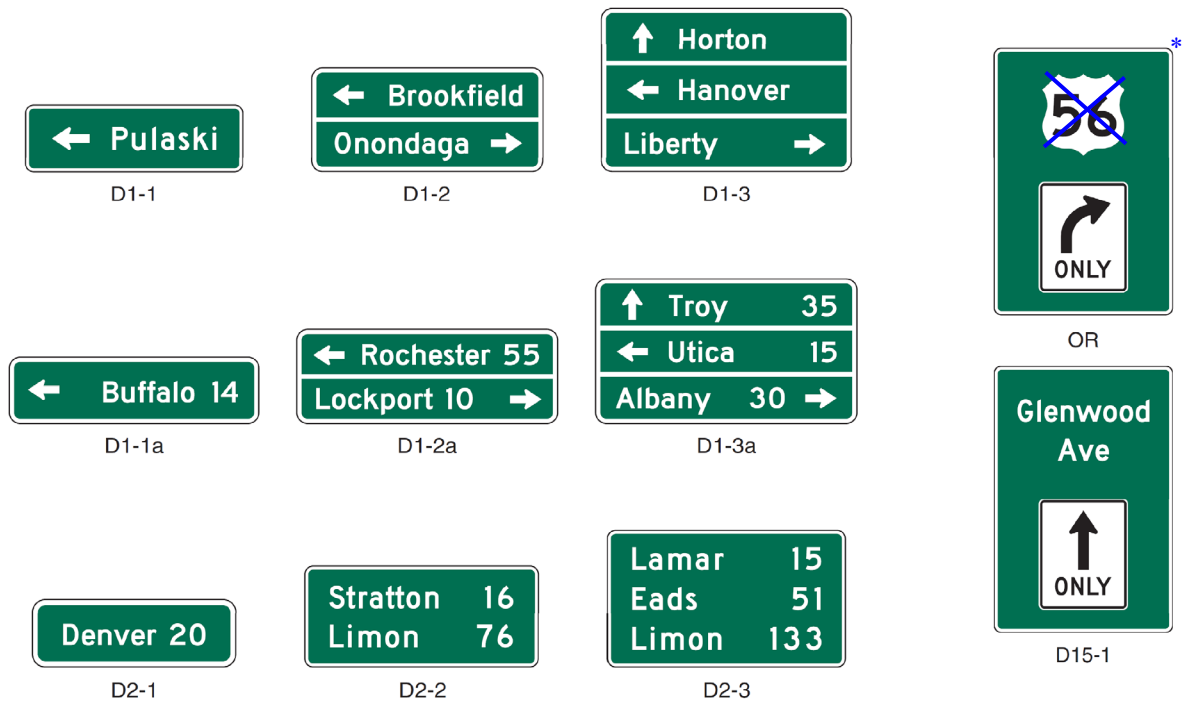 ← Pulaski
D1-1
← Brookfield
Onondaga →
D1-2
↑ Horton
← Hanover
Liberty →
D1-3
*
56
ONLY
OR
← Buffalo 14
D1-1a
← Rochester 55
Lockport 10 →
D1-2a
↑ Troy 35
← Utica 15
Albany 30 →
D1-3a
Glenwood
Ave
ONLY
D15-1
Denver 20
D2-1
Stratton 16
Limon 76
D2-2
Lamar 15
Eads 51
Limon 133
D2-3